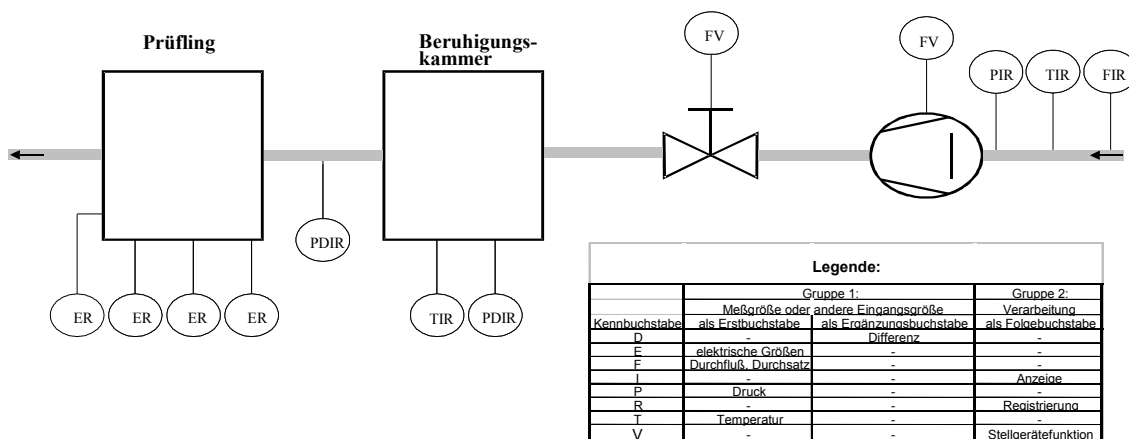 Prüfling
Beruhigungs-
kammer
FV
FV
PIR
TIR
FIR
PDIR
ER
ER
ER
ER
TIR
PDIR
Legende:
Gruppe 1: Gruppe 2:
Meßgröße oder andere Eingangsgröße Verarbeitung
Kennbuchstabe als Erstbuchstabe als Ergänzungsbuchstabe als Folgebuchstabe
D - Differenz -
E elektrische Größen - -
F Durchfluß, Durchsatz - -
I - - Anzeige
P Druck - -
R - - Registrierung
T Temperatur - -
V - - Stellgerätefunktion